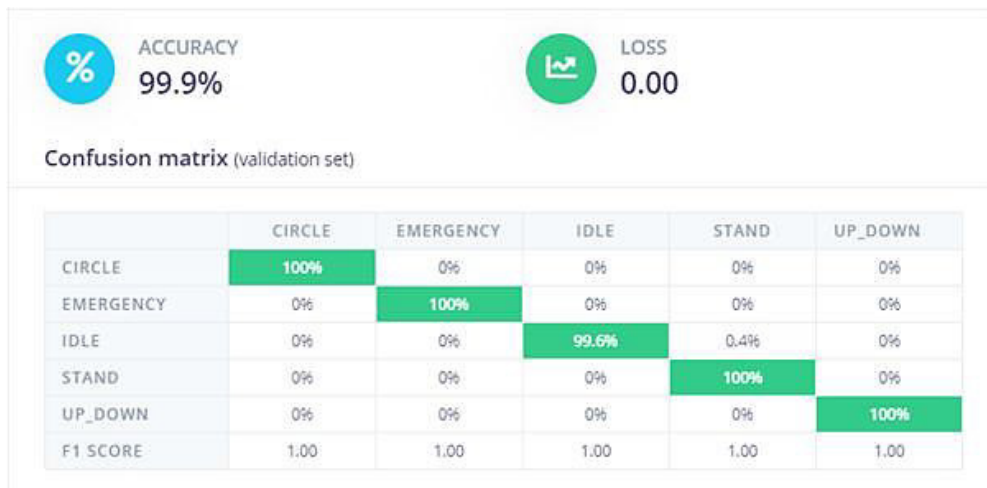 ACCURACY
99.9%
LOSS
0.00
Confusion matrix (validation set)
CIRCLE EMERGENCY IDLE STAND UP_DOWN
CIRCLE 100% 0% 0% 0% 0%
EMERGENCY 0% 100% 0% 0% 0%
IDLE 0% 0% 99.6% 0.4% 0%
STAND 0% 0% 0% 100% 0%
UP_DOWN 0% 0% 0% 0% 100%
F1 SCORE 1.00 1.00 1.00 1.00 1.00